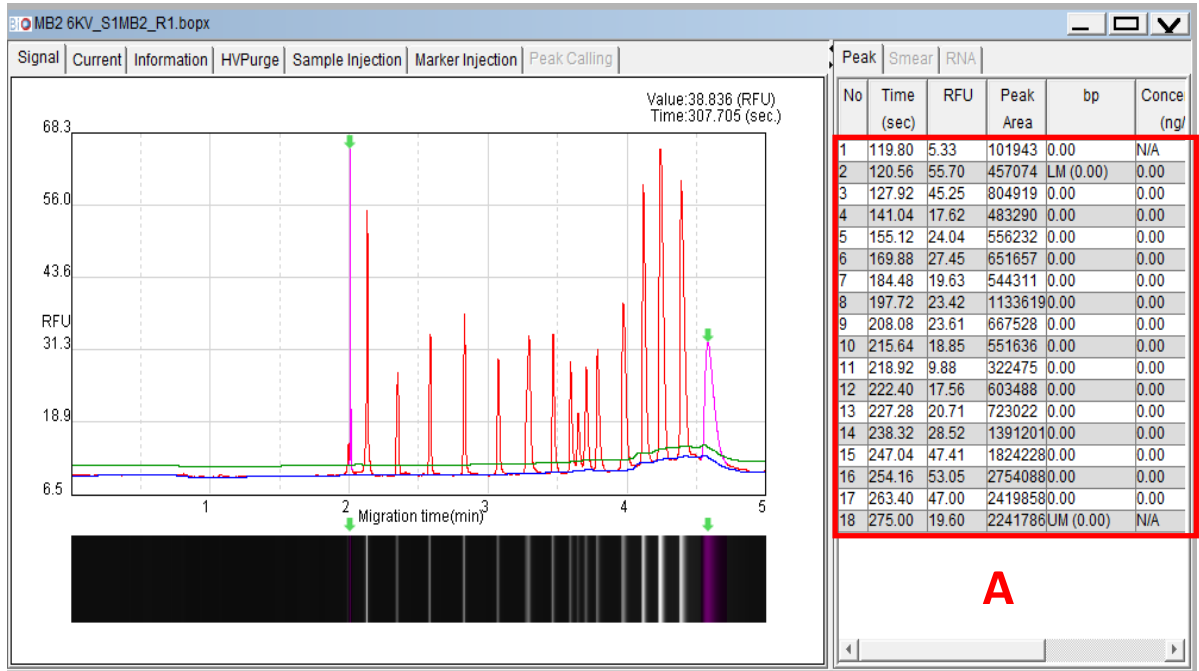 BIO MB2 6KV_S1MB2_R1.bopx
Signal Current Information HVPurge Sample Injection Marker Injection Peak Calling
Value:38.836 (RFU)
Time:307.705 (sec.)
68.3
56.0
43.6
RFU
31.3
18.9
6.5
1 2 3 4 5
Migration time(min)
Peak Smear RNA
No Time RFU Peak bp Conce
(sec) Area (ng/
1 119.80 5.33 101943 0.00 N/A
2 120.56 55.70 457074 LM (0.00) 0.00
3 127.92 45.25 804919 0.00 0.00
4 141.04 17.62 483290 0.00 0.00
5 155.12 24.04 556232 0.00 0.00
6 169.88 27.45 651657 0.00 0.00
7 184.48 19.63 544311 0.00 0.00
8 197.72 23.42 1133619 0.00 0.00
9 208.08 23.61 667528 0.00 0.00
10 215.64 18.85 551636 0.00 0.00
11 218.92 9.88 322475 0.00 0.00
12 222.40 17.56 603488 0.00 0.00
13 227.28 20.71 723022 0.00 0.00
14 238.32 28.52 1391201 0.00 0.00
15 247.04 47.41 1824228 0.00 0.00
16 254.16 53.05 2754088 0.00 0.00
17 263.40 47.00 2419858 0.00 0.00
18 275.00 19.60 2241786 UM (0.00) N/A
A